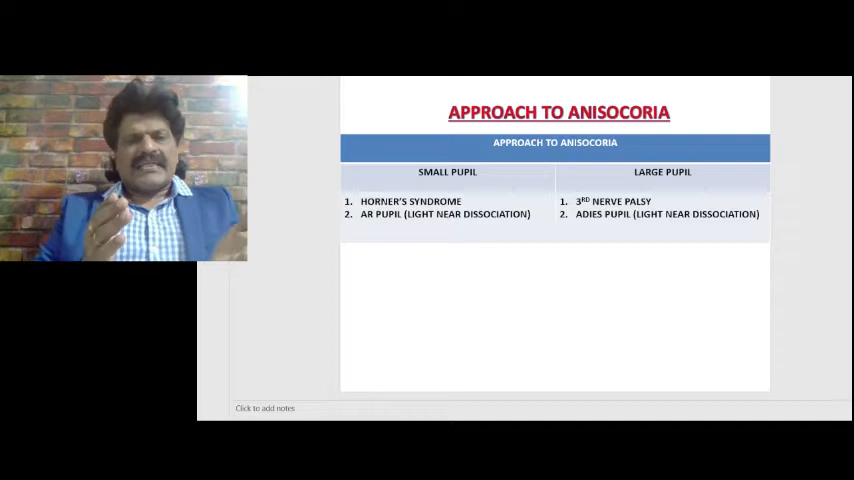 APPROACH TO ANISOCORIA
APPROACH TO ANISOCORIA
SMALL PUPIL
LARGE PUPIL
1. HORNER'S SYNDROME
2. AR PUPIL (LIGHT NEAR DISSOCIATION)
1. 3RD NERVE PALSY
2. ADIES PUPIL (LIGHT NEAR DISSOCIATION)
Click to add notes